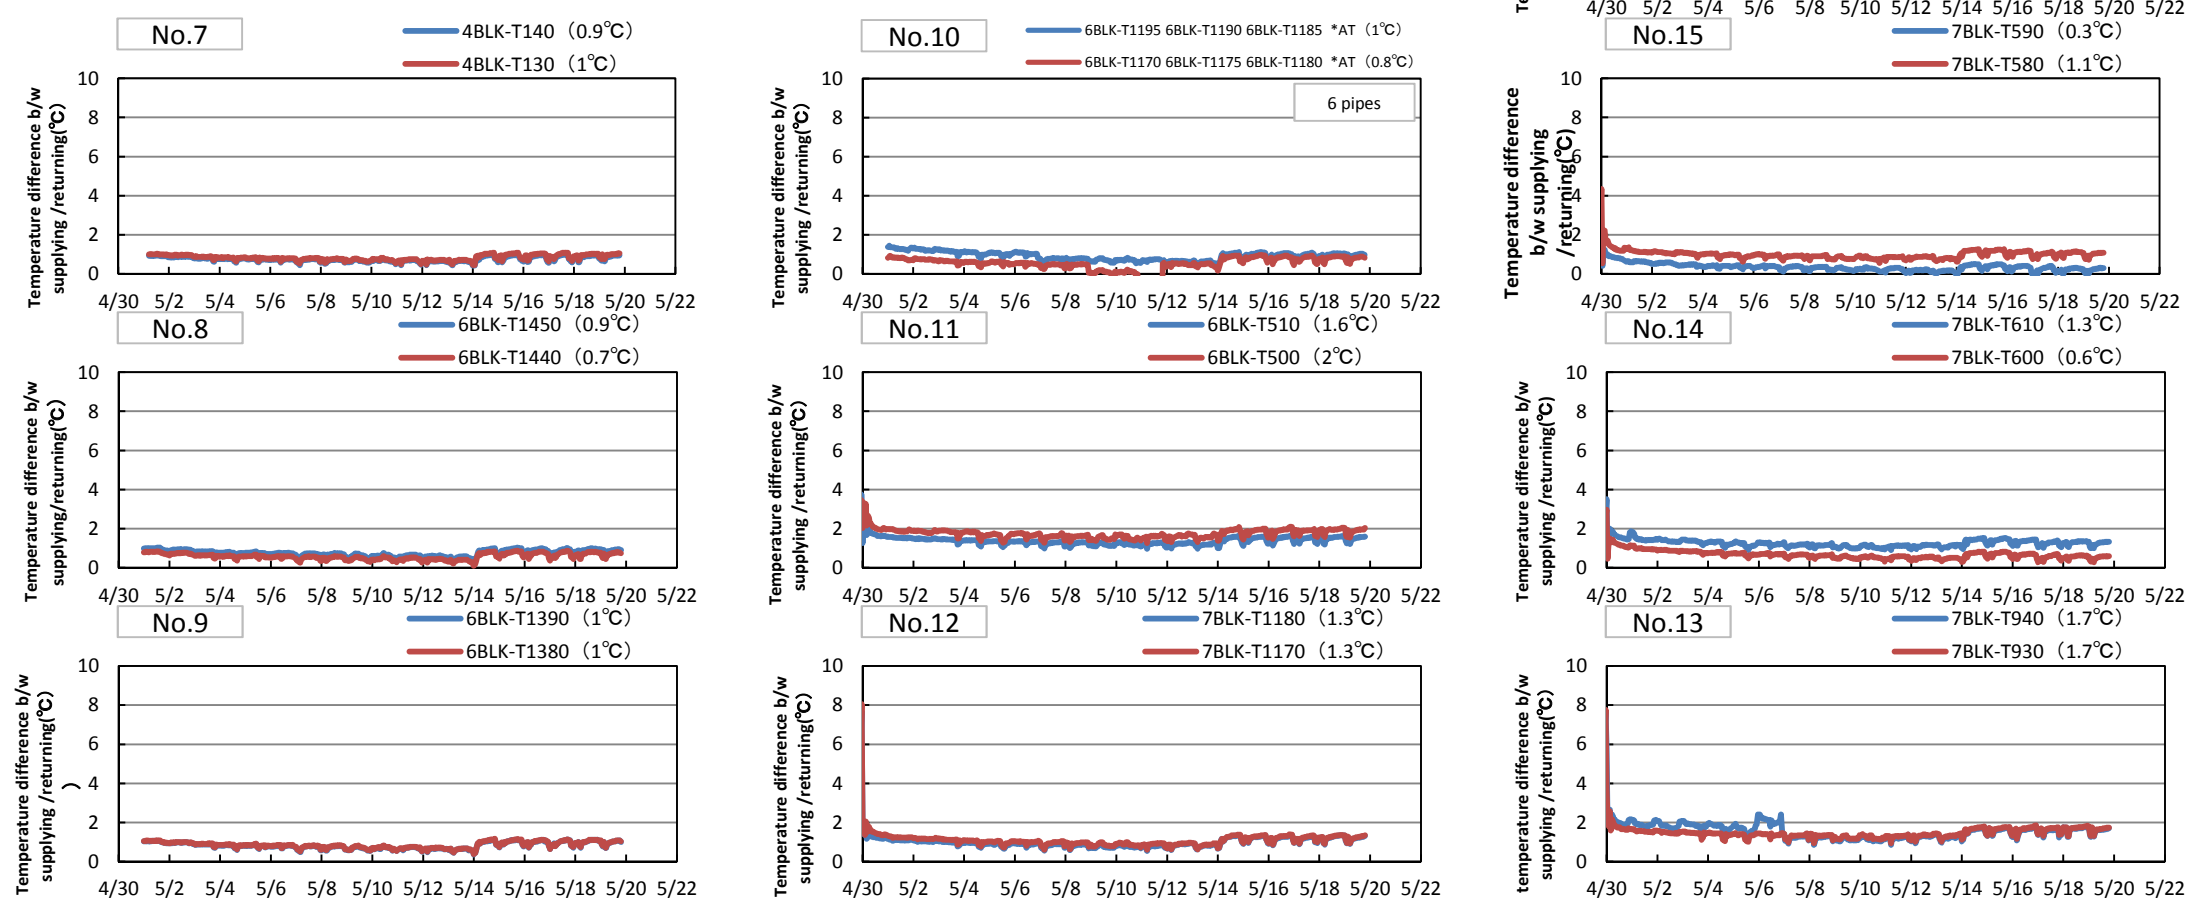 No.7
4BLK-T140（0.9℃）
4BLK-T130（1℃）
Temperature difference b/w
supplying /returning(℃)
10
8
6
4
2
0
4/30 5/2 5/4 5/6 5/8 5/10 5/12 5/14 5/16 5/18 5/20 5/22
No.8
6BLK-T1450（0.9℃）
6BLK-T1440（0.7℃）
Temperature difference b/w
supplying/returning(℃)
10
8
6
4
2
0
4/30 5/2 5/4 5/6 5/8 5/10 5/12 5/14 5/16 5/18 5/20 5/22
No.9
6BLK-T1390（1℃）
6BLK-T1380（1℃）
Temperature difference b/w
supplying /returning(℃
)
10
8
6
4
2
0
4/30 5/2 5/4 5/6 5/8 5/10 5/12 5/14 5/16 5/18 5/20 5/22
No.10
6BLK-T1195 6BLK-T1190 6BLK-T1185 *AT（1℃）
6BLK-T1170 6BLK-T1175 6BLK-T1180 *AT（0.8℃）
6 pipes
Temperature difference b/w
supplying /returning(℃)
10
8
6
4
2
0
4/30 5/2 5/4 5/6 5/8 5/10 5/12 5/14 5/16 5/18 5/20 5/22
No.11
6BLK-T510（1.6℃）
6BLK-T500（2℃）
Temperature difference b/w
supplying /returning(℃)
10
8
6
4
2
0
4/30 5/2 5/4 5/6 5/8 5/10 5/12 5/14 5/16 5/18 5/20 5/22
No.12
7BLK-T1180（1.3℃）
7BLK-T1170（1.3℃）
Temperature difference b/w
supplying /returning(℃)
10
8
6
4
2
0
4/30 5/2 5/4 5/6 5/8 5/10 5/12 5/14 5/16 5/18 5/20 5/22
4/30 5/2 5/4 5/6 5/8 5/10 5/12 5/14 5/16 5/18 5/20 5/22
No.15
7BLK-T590（0.3℃）
7BLK-T580（1.1℃）
Temperature difference
b/w supplying
/returning(℃)
10
8
6
4
2
0
4/30 5/2 5/4 5/6 5/8 5/10 5/12 5/14 5/16 5/18 5/20 5/22
No.14
7BLK-T610（1.3℃）
7BLK-T600（0.6℃）
Temperature difference b/w
supplying /returning(℃)
10
8
6
4
2
0
4/30 5/2 5/4 5/6 5/8 5/10 5/12 5/14 5/16 5/18 5/20 5/22
No.13
7BLK-T940（1.7℃）
7BLK-T930（1.7℃）
temperature difference b/w
supplying /returning(℃)
10
8
6
4
2
0
4/30 5/2 5/4 5/6 5/8 5/10 5/12 5/14 5/16 5/18 5/20 5/22